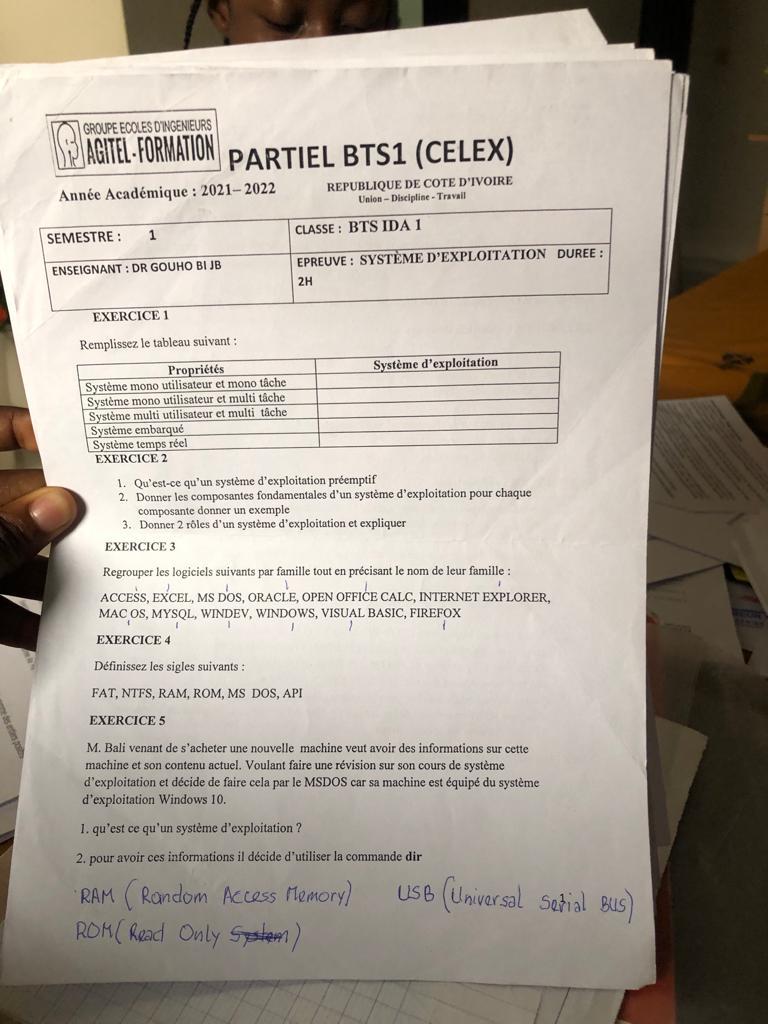 GROUPE ECOLES D'INGENIEURS
AGITEL-FORMATION
PARTIEL BTS1 (CELEX)
Année Académique : 2021–2022
REPUBLIQUE DE COTE D'IVOIRE
Union – Discipline - Travail
SEMESTRE : 1
CLASSE : BTS IDA 1
ENSEIGNANT : DR GOUHO BI JB
EPREUVE : SYSTÈME D'EXPLOITATION DUREE :
2H
EXERCICE 1
Remplissez le tableau suivant :
Propriétés
Système d'exploitation
Système mono utilisateur et mono tâche
Système mono utilisateur et multi tâche
Système multi utilisateur et multi tâche
Système embarqué
Système temps réel
EXERCICE 2
1. Qu'est-ce qu'un système d'exploitation préemptif
2. Donner les composantes fondamentales d'un système d'exploitation pour chaque
composante donner un exemple
3. Donner 2 rôles d'un système d'exploitation et expliquer
EXERCICE 3
Regrouper les logiciels suivants par famille tout en précisant le nom de leur famille :
ACCESS, EXCEL, MS DOS, ORACLE, OPEN OFFICE CALC, INTERNET EXPLORER,
MAC OS, MYSQL, WINDEV, WINDOWS, VISUAL BASIC, FIREFOX
EXERCICE 4
Définissez les sigles suivants :
FAT, NTFS, RAM, ROM, MS DOS, API
EXERCICE 5
M. Bali venant de s'acheter une nouvelle machine veut avoir des informations sur cette
machine et son contenu actuel. Voulant faire une révision sur son cours de système
d'exploitation et décide de faire cela par le MSDOS car sa machine est équipé du système
d'exploitation Windows 10.
1. qu'est ce qu'un système d'exploitation ?
2. pour avoir ces informations il décide d'utiliser la commande dir
RAM (Random Access Memory) USB (Universal Serial BUS)
ROM (Read Only System)